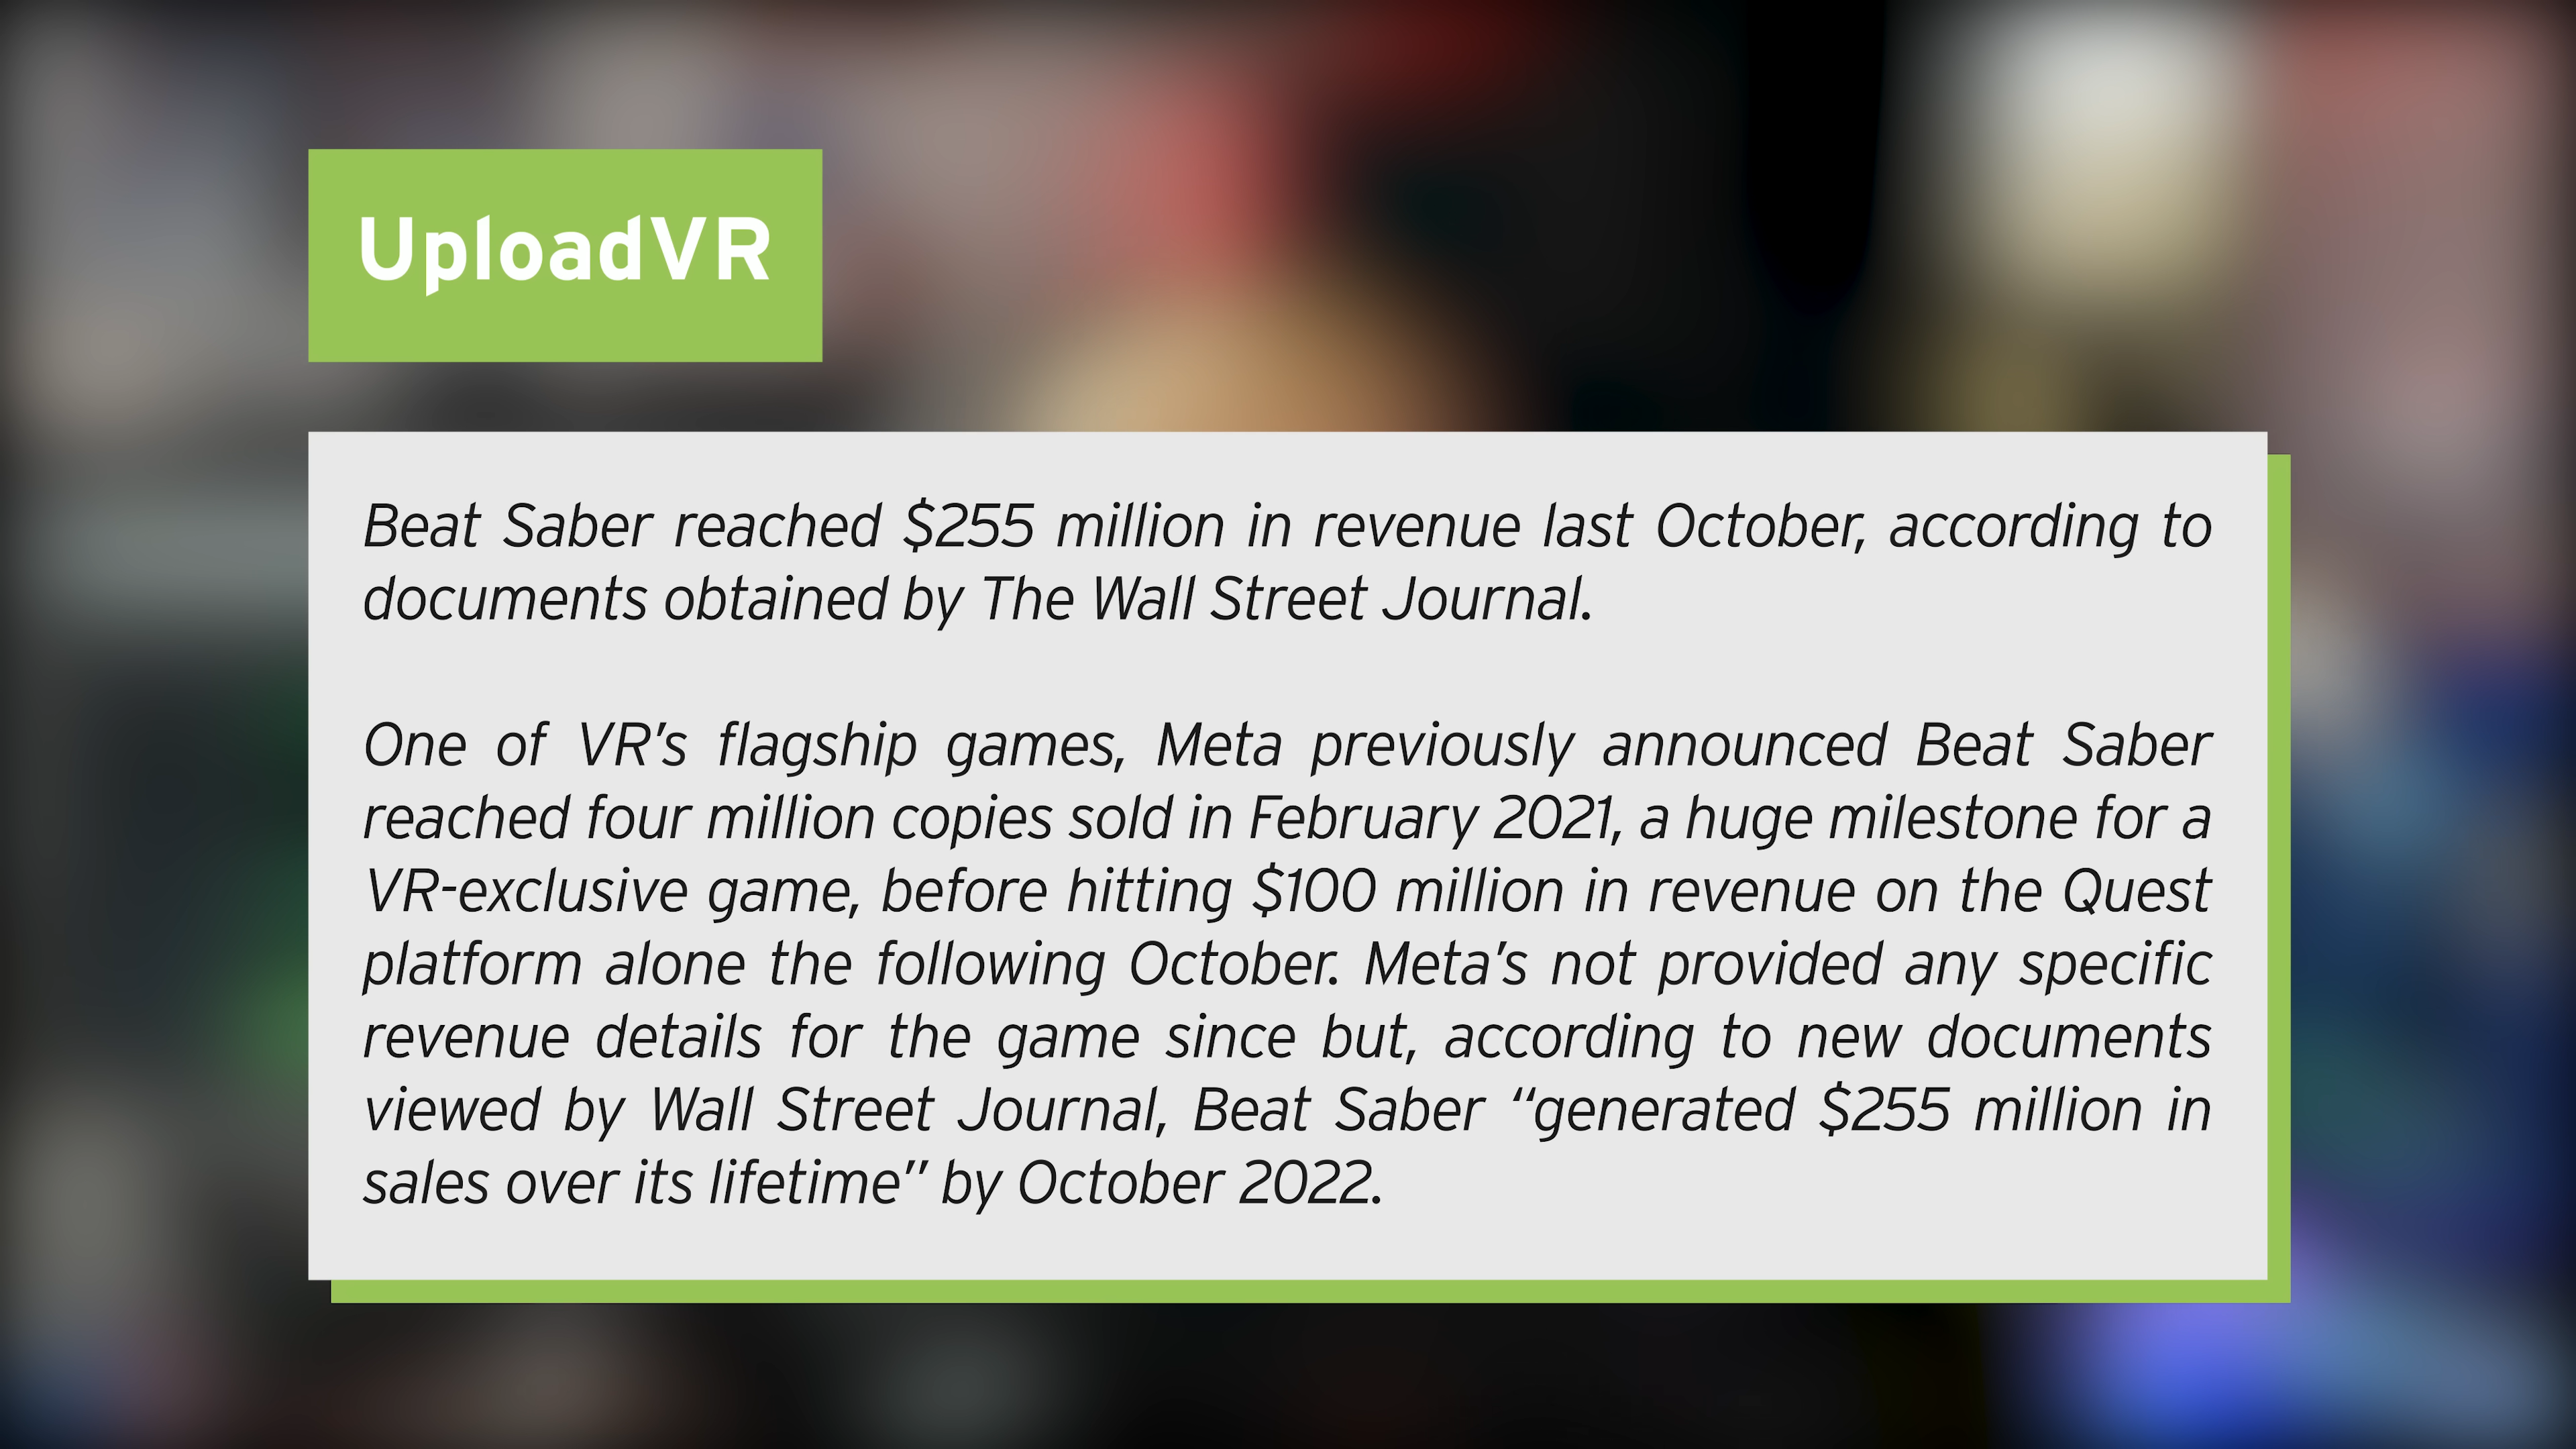 UploadVR
Beat Saber reached $255 million in revenue last October, according to
documents obtained by The Wall Street Journal.
One of VR’s flagship games, Meta previously announced Beat Saber
reached four million copies sold in February 2021, a huge milestone for a
VR-exclusive game, before hitting $100 million in revenue on the Quest
platform alone the following October. Meta’s not provided any specific
revenue details for the game since but, according to new documents
viewed by Wall Street Journal, Beat Saber “generated $255 million in
sales over its lifetime” by October 2022.